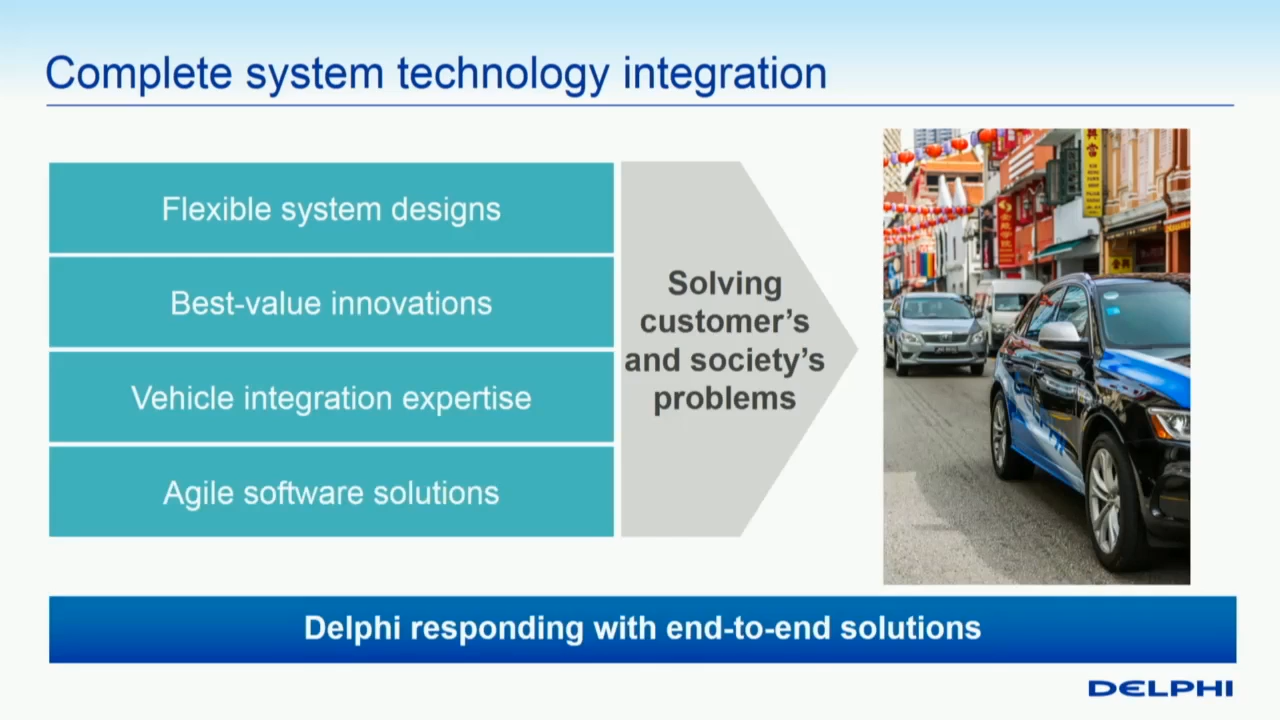 Complete system technology integration
Flexible system designs
Best-value innovations
Vehicle integration expertise
Agile software solutions
Solving
customer’s
and society’s
problems
Delphi responding with end-to-end solutions
DELPHI